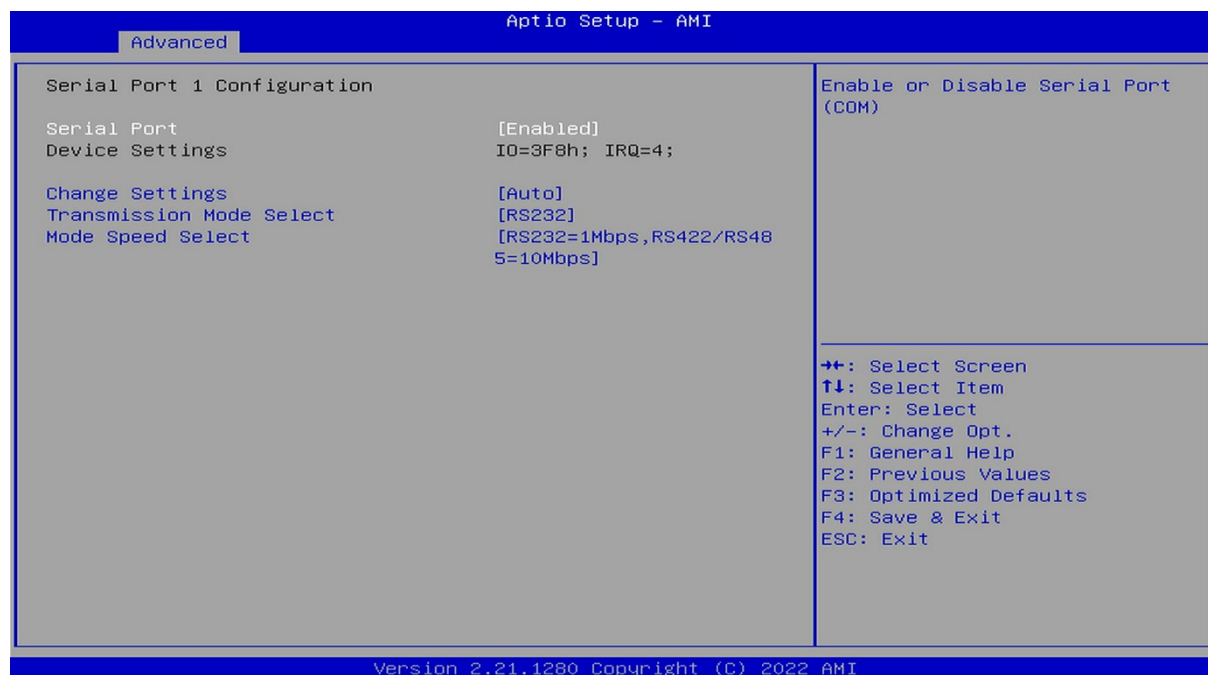 Aptio Setup – AMI
Advanced
Serial Port 1 Configuration
Serial Port [Enabled]
Device Settings IO=3F8h; IRQ=4;
Change Settings [Auto]
Transmission Mode Select [RS232]
Mode Speed Select [RS232=1Mbps,RS422/RS48
5=10Mbps]
Enable or Disable Serial Port
(COM)
→←: Select Screen
↑↓: Select Item
Enter: Select
+/-: Change Opt.
F1: General Help
F2: Previous Values
F3: Optimized Defaults
F4: Save & Exit
ESC: Exit
Version 2.21.1280 Copyright (C) 2022 AMI